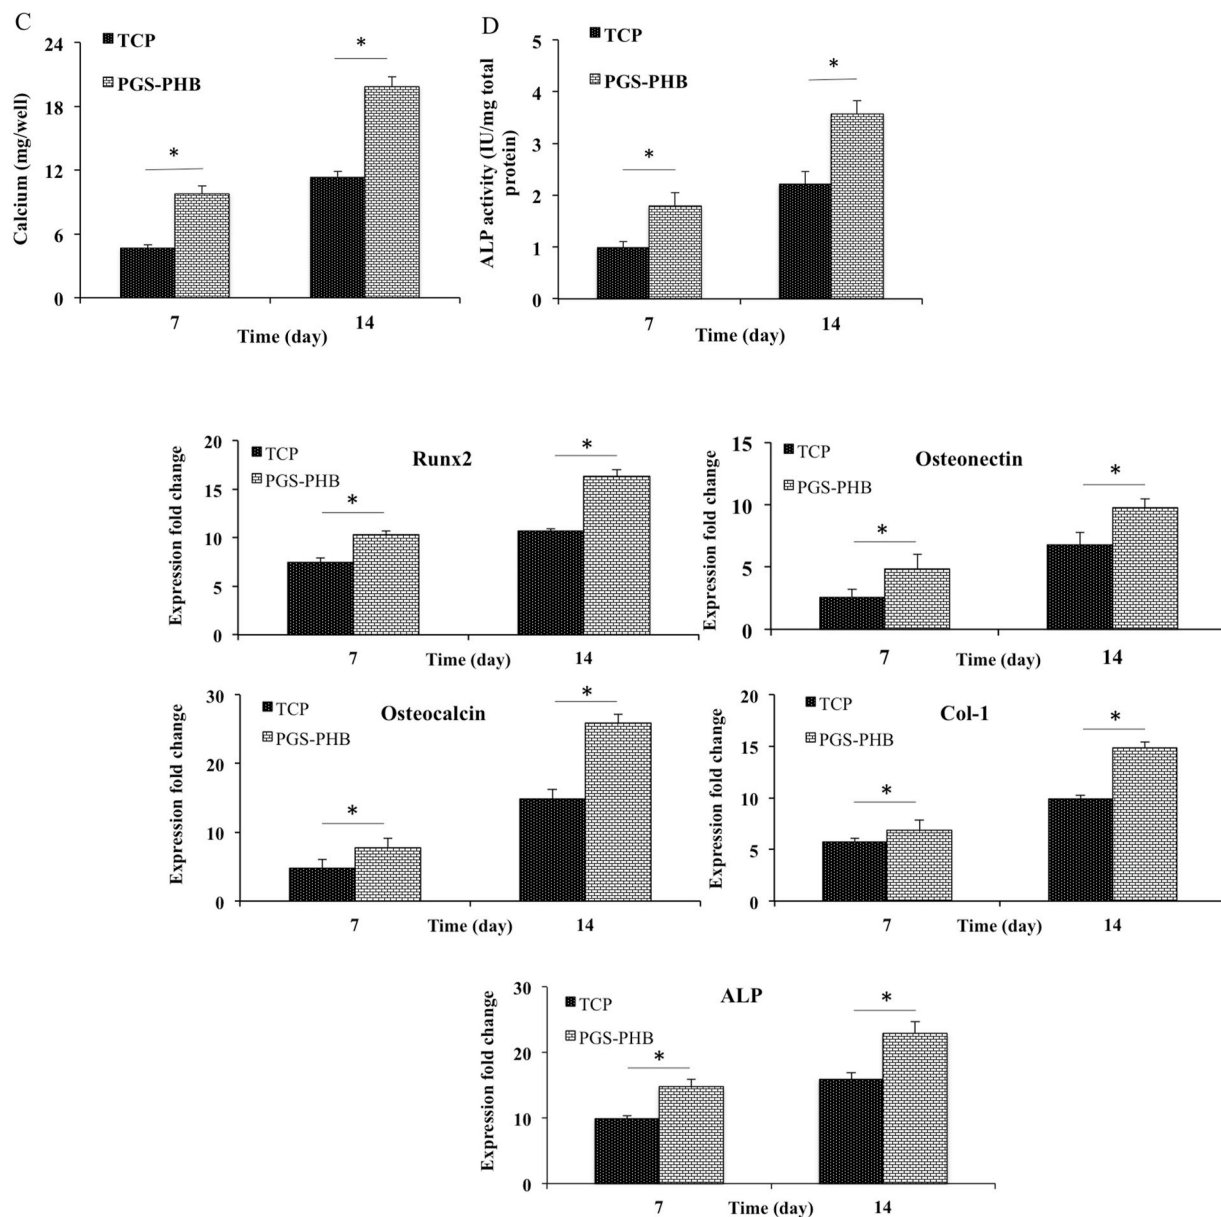 C
TCP
PGS-PHB
Calcium (mg/well)
24
18
12
6
0
*
*
7
14
Time (day)
D
TCP
PGS-PHB
ALP activity (IU/mg total
protein)
5
4
3
2
1
0
*
*
7
14
Time (day)
Runx2
TCP
PGS-PHB
Expression fold change
20
15
10
5
0
*
*
7
Time (day)
14
Osteonectin
TCP
PGS-PHB
Expression fold change
15
10
5
0
*
*
7
Time (day)
14
Osteocalcin
TCP
PGS-PHB
Expression fold change
30
20
10
0
*
*
7
Time (day)
14
Col-1
TCP
PGS-PHB
Expression fold change
20
15
10
5
0
*
*
7
Time (day)
14
ALP
TCP
PGS-PHB
Expression fold change
30
20
10
0
*
*
7
Time (day)
14